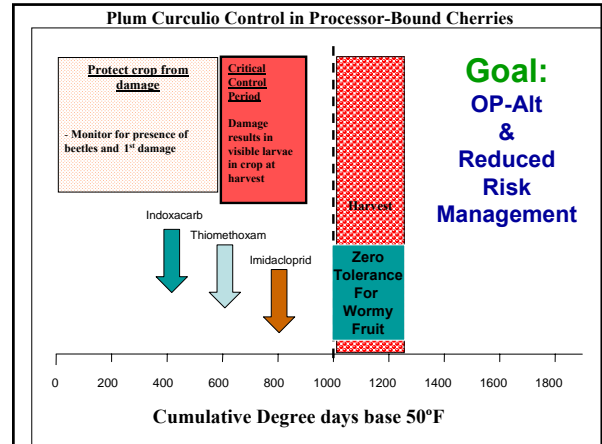 Plum Curculio Control in Processor-Bound Cherries
Protect crop from
damage
- Monitor for presence of
beetles and 1st damage
Critical
Control
Period
Damage
results in
visible larvae
in crop at
harvest
Goal:
OP-Alt
&
Reduced
Risk
Management
Harvest
Indoxacarb
Thiomethoxam
Imidacloprid
Zero
Tolerance
For
Wormy
Fruit
0 200 400 600 800 1000 1200 1400 1600 1800
Cumulative Degree days base 50ºF